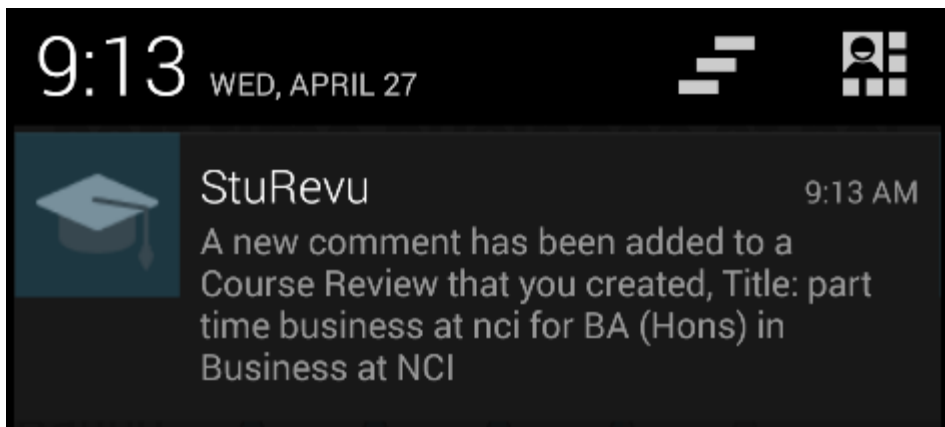 9:13 WED, APRIL 27
StuRevu 9:13 AM
A new comment has been added to a
Course Review that you created, Title: part
time business at nci for BA (Hons) in
Business at NCI